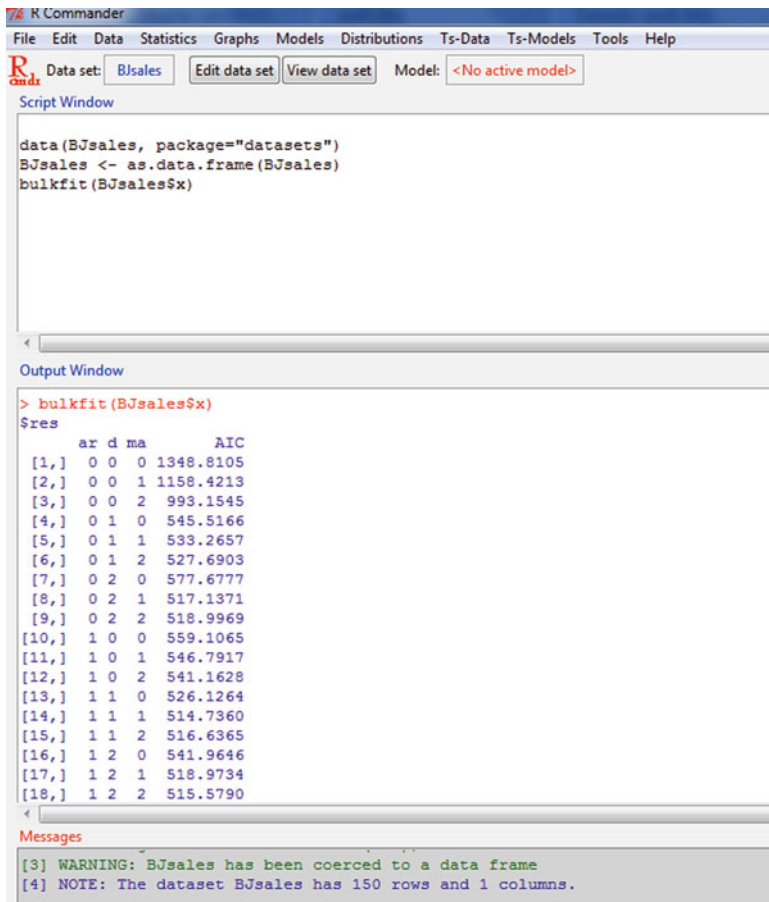 R Commander
File Edit Data Statistics Graphs Models Distributions Ts-Data Ts-Models Tools Help
R cmdr Data set: BJsales Edit data set View data set Model: <No active model>
Script Window
data(BJsales, package="datasets")
BJsales <- as.data.frame(BJsales)
bulkfit(BJsales$x)
Output Window
> bulkfit(BJsales$x)
$res
ar d ma AIC
[1,] 0 0 0 1348.8105
[2,] 0 0 1 1158.4213
[3,] 0 0 2 993.1545
[4,] 0 1 0 545.5166
[5,] 0 1 1 533.2657
[6,] 0 1 2 527.6903
[7,] 0 2 0 577.6777
[8,] 0 2 1 517.1371
[9,] 0 2 2 518.9969
[10,] 1 0 0 559.1065
[11,] 1 0 1 546.7917
[12,] 1 0 2 541.1628
[13,] 1 1 0 526.1264
[14,] 1 1 1 514.7360
[15,] 1 1 2 516.6365
[16,] 1 2 0 541.9646
[17,] 1 2 1 518.9734
[18,] 1 2 2 515.5790
Messages
[3] WARNING: BJsales has been coerced to a data frame
[4] NOTE: The dataset BJsales has 150 rows and 1 columns.